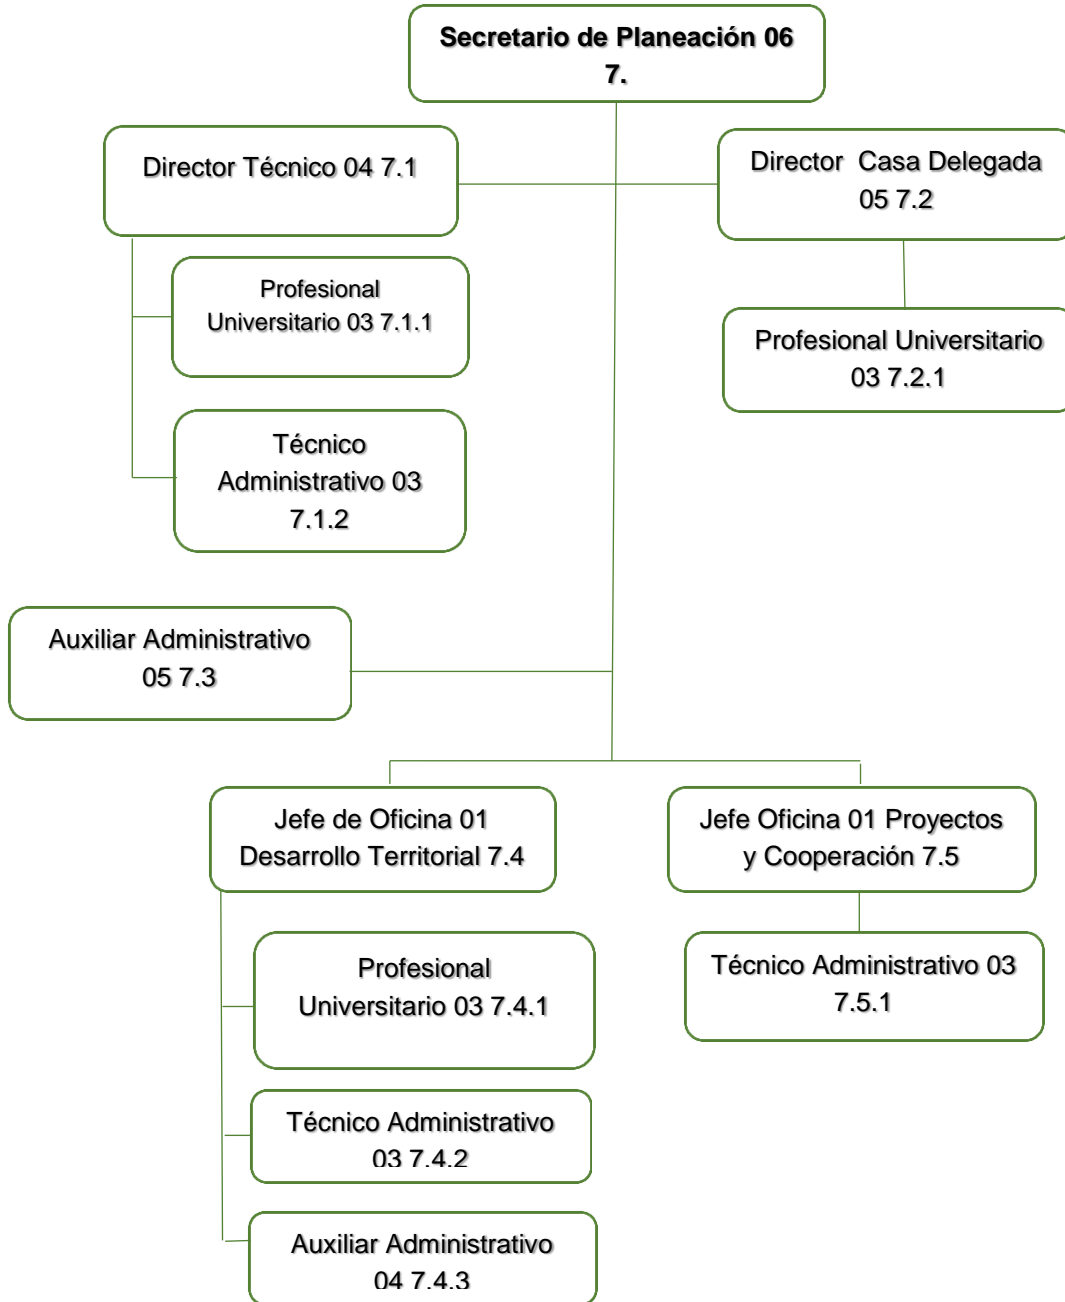 Secretario de Planeación 06
7.
Director Técnico 04 7.1
Director Casa Delegada
05 7.2
Profesional
Universitario 03 7.1.1
Profesional Universitario
03 7.2.1
Técnico
Administrativo 03
7.1.2
Auxiliar Administrativo
05 7.3
Jefe de Oficina 01
Desarrollo Territorial 7.4
Jefe Oficina 01 Proyectos
y Cooperación 7.5
Profesional
Universitario 03 7.4.1
Técnico Administrativo 03
7.5.1
Técnico Administrativo
03 7.4.2
Auxiliar Administrativo
04 7.4.3